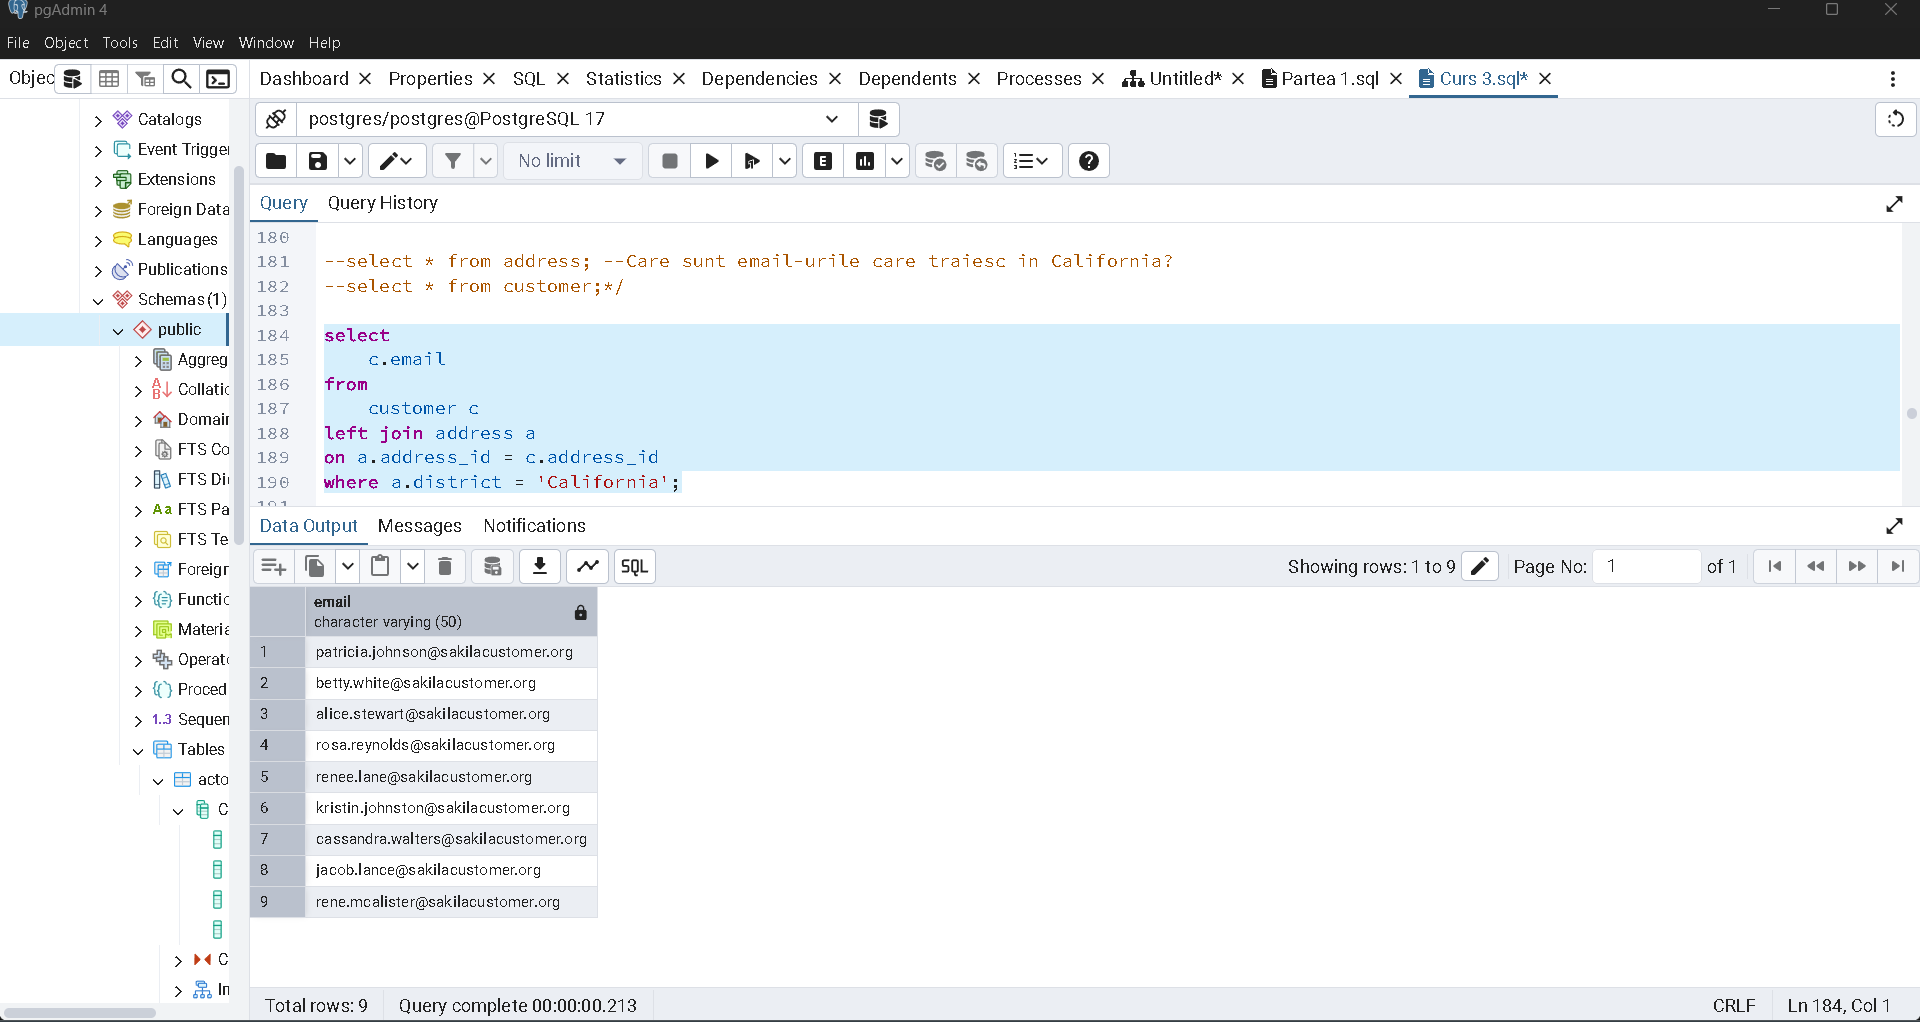 pgAdmin 4
File Object Tools Edit View Window Help
Objec
Dashboard Properties SQL Statistics Dependencies Dependents Processes Untitled* Partea 1.sql Curs 3.sql*
postgres/postgres@PostgreSQL 17
No limit
E
Query Query History
Catalogs
Event Trigge
Extensions
Foreign Data
Languages
Publications
Schemas (1)
public
Aggreg
Collatio
Domain
FTS Co
FTS Di
Aa FTS Pa
FTS Te
Foreign
Functio
Materia
Operato
Proced
1..3 Sequen
Tables
acto
C
C
In
180
181 --select * from address; --Care sunt email-urile care traiesc in California?
182 --select * from customer;*/
183
184 select
185 c.email
186 from
187 customer c
188 left join address a
189 on a.address_id = c.address_id
190 where a.district = 'California';
191
Data Output Messages Notifications
SQL
Showing rows: 1 to 9 Page No: 1 of 1
email
character varying (50)
1 patricia.johnson@sakilacustomer.org
2 betty.white@sakilacustomer.org
3 alice.stewart@sakilacustomer.org
4 rosa.reynolds@sakilacustomer.org
5 renee.lane@sakilacustomer.org
6 kristin.johnston@sakilacustomer.org
7 cassandra.walters@sakilacustomer.org
8 jacob.lance@sakilacustomer.org
9 rene.mcalister@sakilacustomer.org
Total rows: 9 Query complete 00:00:00.213 CRLF Ln 184, Col 1